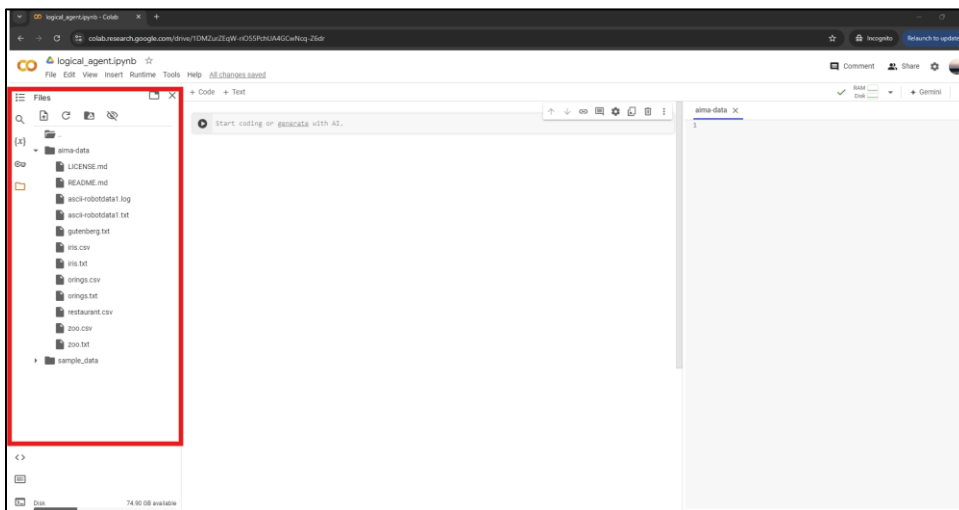 logical_agent.ipynb - Colab
colab.research.google.com/drive/1DMZurZEqW-riO55PchUA4GCwNcq-Z6dr
Incognito
Relaunch to update
CO
logical_agent.ipynb
File Edit View Insert Runtime Tools Help All changes saved
Comment
Share
Files
+ Code + Text
RAM
Disk
+ Gemini
{x}
..
aima-data
LICENSE.md
README.md
ascii-robotdata1.log
ascii-robotdata1.txt
gutenberg.txt
iris.csv
iris.txt
orings.csv
orings.txt
restaurant.csv
zoo.csv
zoo.txt
sample_data
Start coding or generate with AI.
aima-data
1
<>
Disk
74.90 GB available